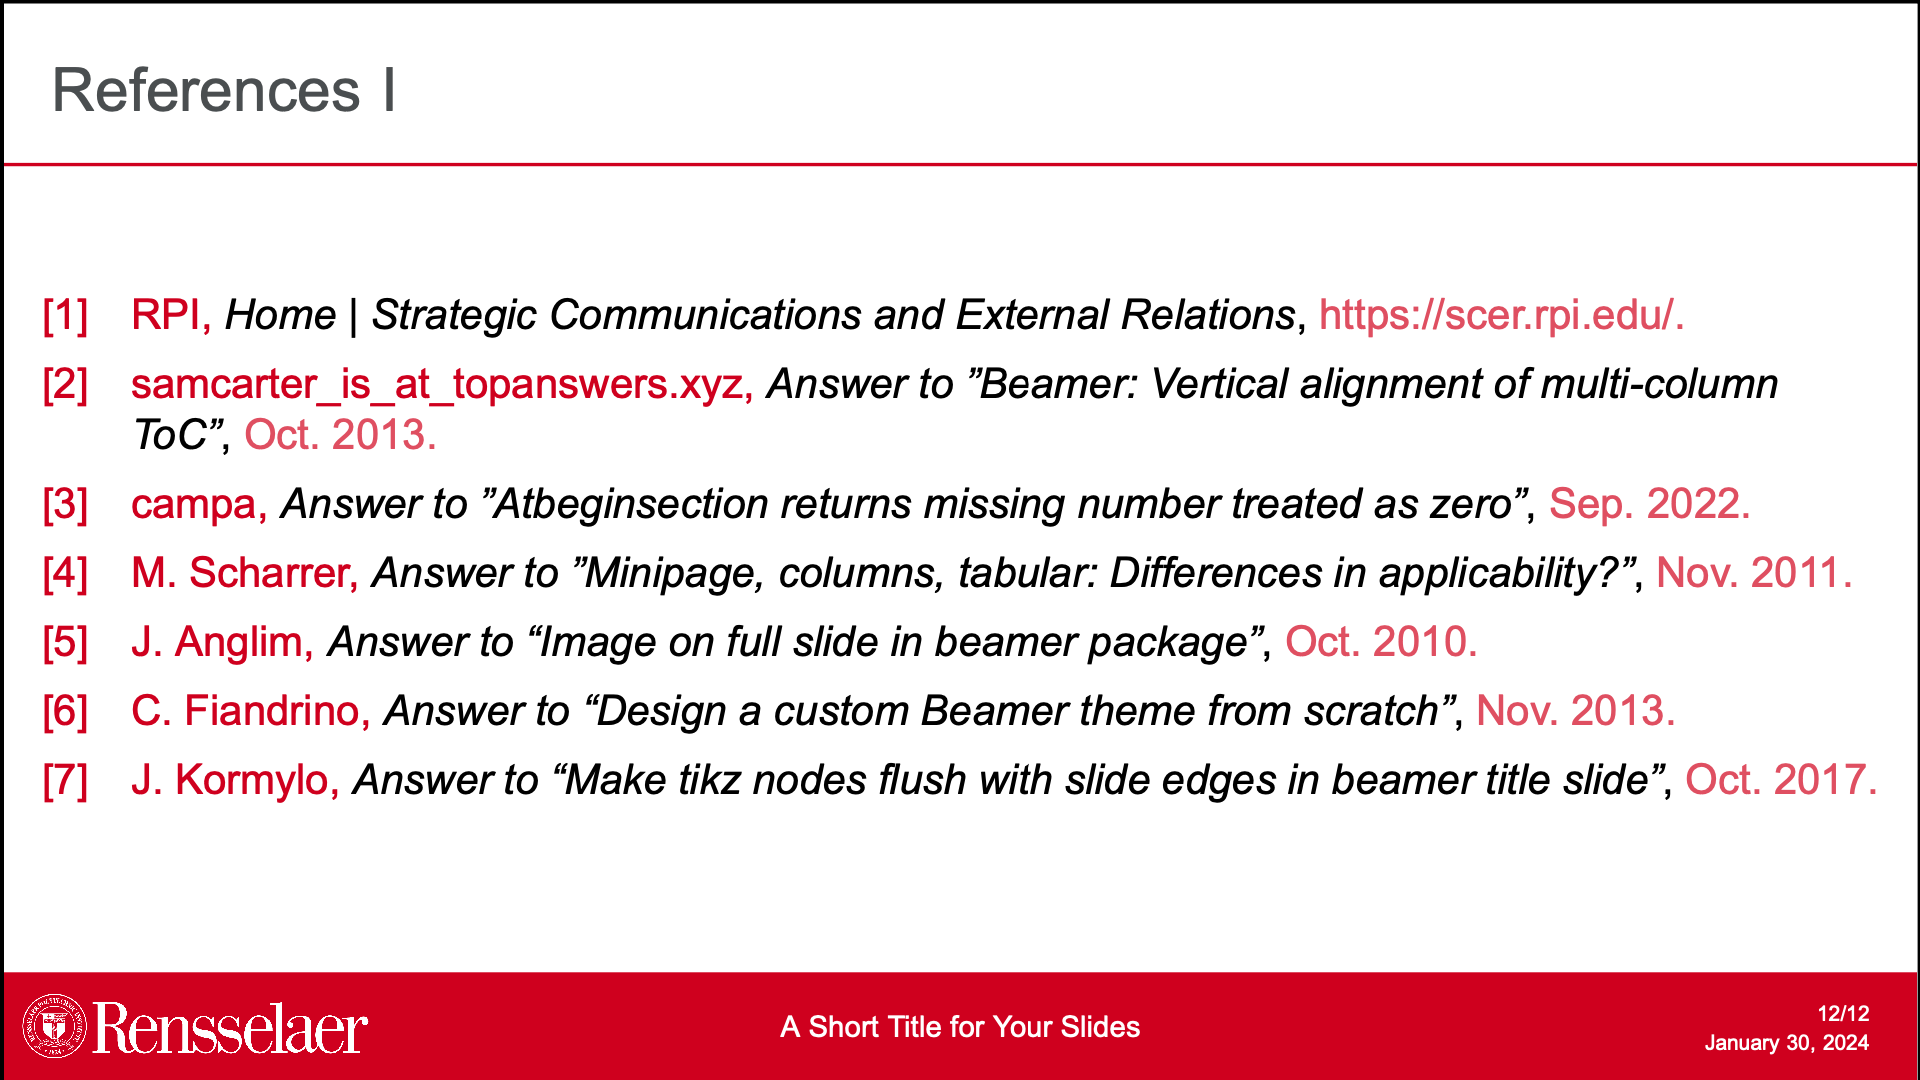 References I
[1] RPI, Home | Strategic Communications and External Relations, https://scer.rpi.edu/.
[2] samcarter_is_at_topanswers.xyz, Answer to ”Beamer: Vertical alignment of multi-column
ToC”, Oct. 2013.
[3] campa, Answer to ”Atbeginsection returns missing number treated as zero”, Sep. 2022.
[4] M. Scharrer, Answer to ”Minipage, columns, tabular: Differences in applicability?”, Nov. 2011.
[5] J. Anglim, Answer to “Image on full slide in beamer package”, Oct. 2010.
[6] C. Fiandrino, Answer to “Design a custom Beamer theme from scratch”, Nov. 2013.
[7] J. Kormylo, Answer to “Make tikz nodes flush with slide edges in beamer title slide”, Oct. 2017.
Rensselaer
A Short Title for Your Slides
12/12
January 30, 2024